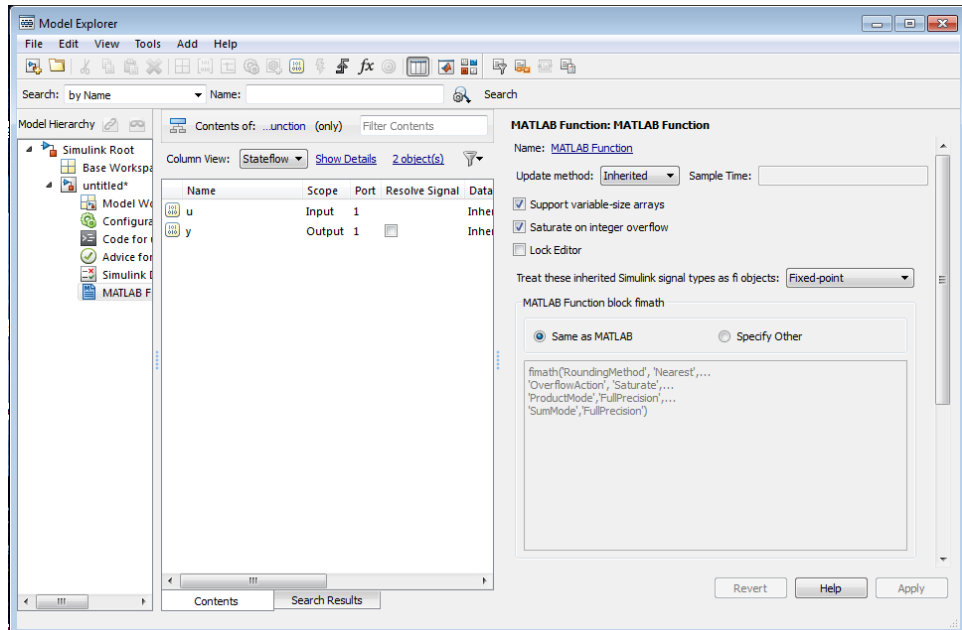 Model Explorer
File Edit View Tools Add Help
fx
Search: by Name Name: Search
Model Hierarchy
Contents of: ...unction (only) Filter Contents
Column View: Stateflow Show Details 2 object(s)
Name Scope Port Resolve Signal Data
u Input 1 Inher
y Output 1 Inher
Simulink Root
Base Workspa
untitled*
Model Wo
Configura
Code for
Advice for
Simulink
MATLAB F
Contents Search Results
MATLAB Function: MATLAB Function
Name: MATLAB Function
Update method: Inherited Sample Time:
Support variable-size arrays
Saturate on integer overflow
Lock Editor
Treat these inherited Simulink signal types as fi objects: Fixed-point
MATLAB Function block fimath
Same as MATLAB Specify Other
fimath('RoundingMethod', 'Nearest',...
'OverflowAction', 'Saturate',...
'ProductMode','FullPrecision',...
'SumMode','FullPrecision')
Revert Help Apply